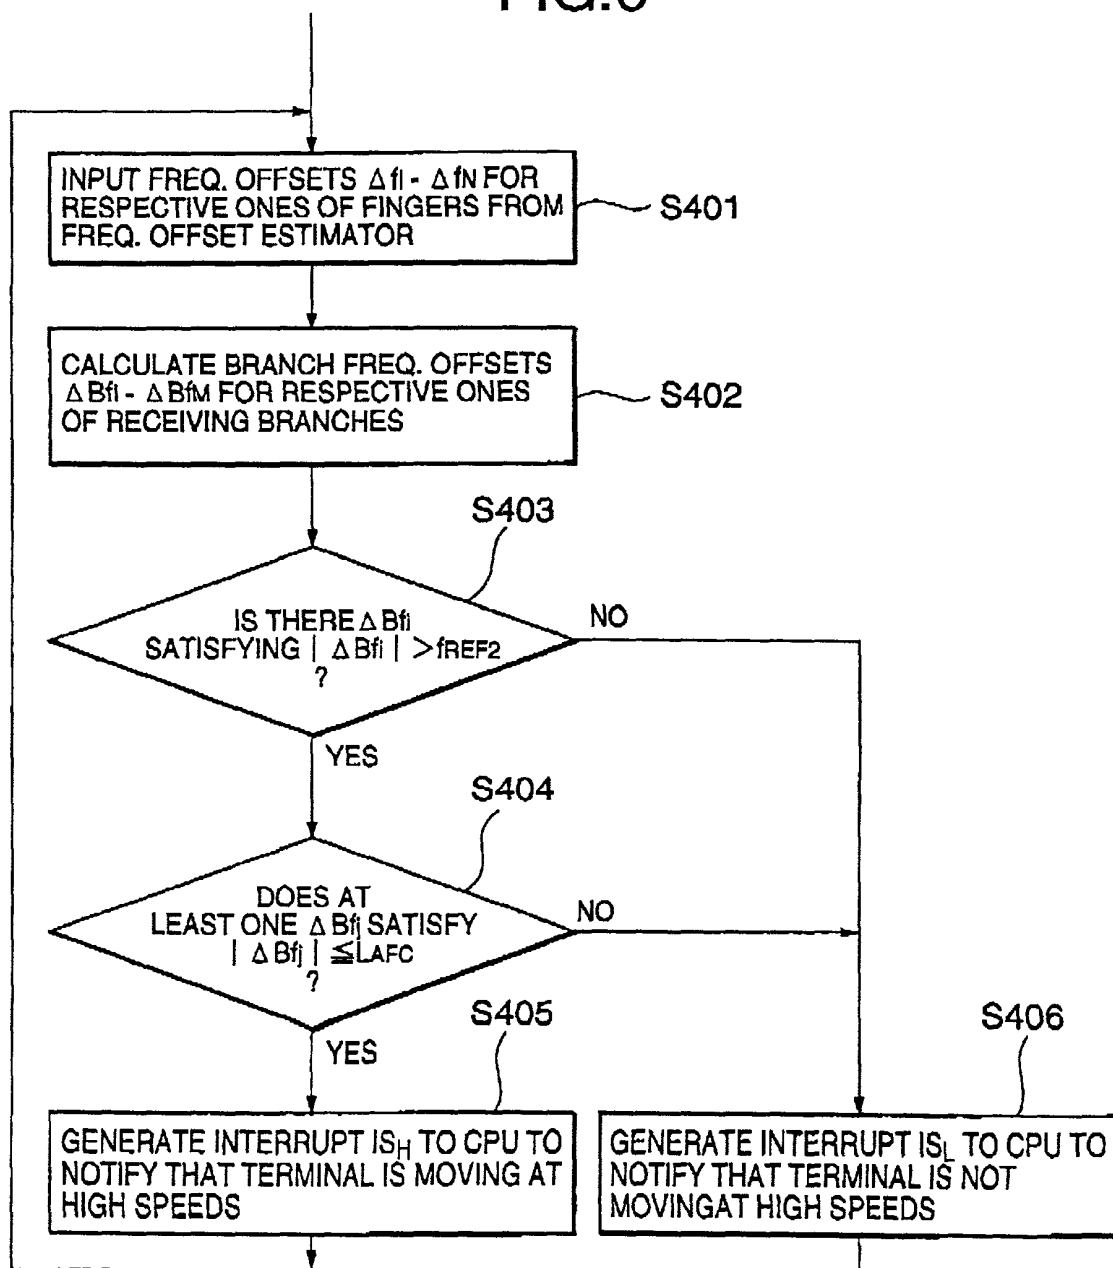 INPUT FREQ. OFFSETS Δf1 - ΔfN FOR
RESPECTIVE ONES OF FINGERS FROM
FREQ. OFFSET ESTIMATOR
S401
CALCULATE BRANCH FREQ. OFFSETS
ΔBf1 - ΔBfM FOR RESPECTIVE ONES
OF RECEIVING BRANCHES
S402
S403
IS THERE ΔBfi
SATISFYING | ΔBfi | >fREF2
?
NO
YES
S404
DOES AT
LEAST ONE ΔBfj SATISFY
| ΔBfj | ≦LAFC
?
NO
YES
S405
S406
GENERATE INTERRUPT ISH TO CPU TO
NOTIFY THAT TERMINAL IS MOVING AT
HIGH SPEEDS
GENERATE INTERRUPT ISL TO CPU TO
NOTIFY THAT TERMINAL IS NOT
MOVINGAT HIGH SPEEDS